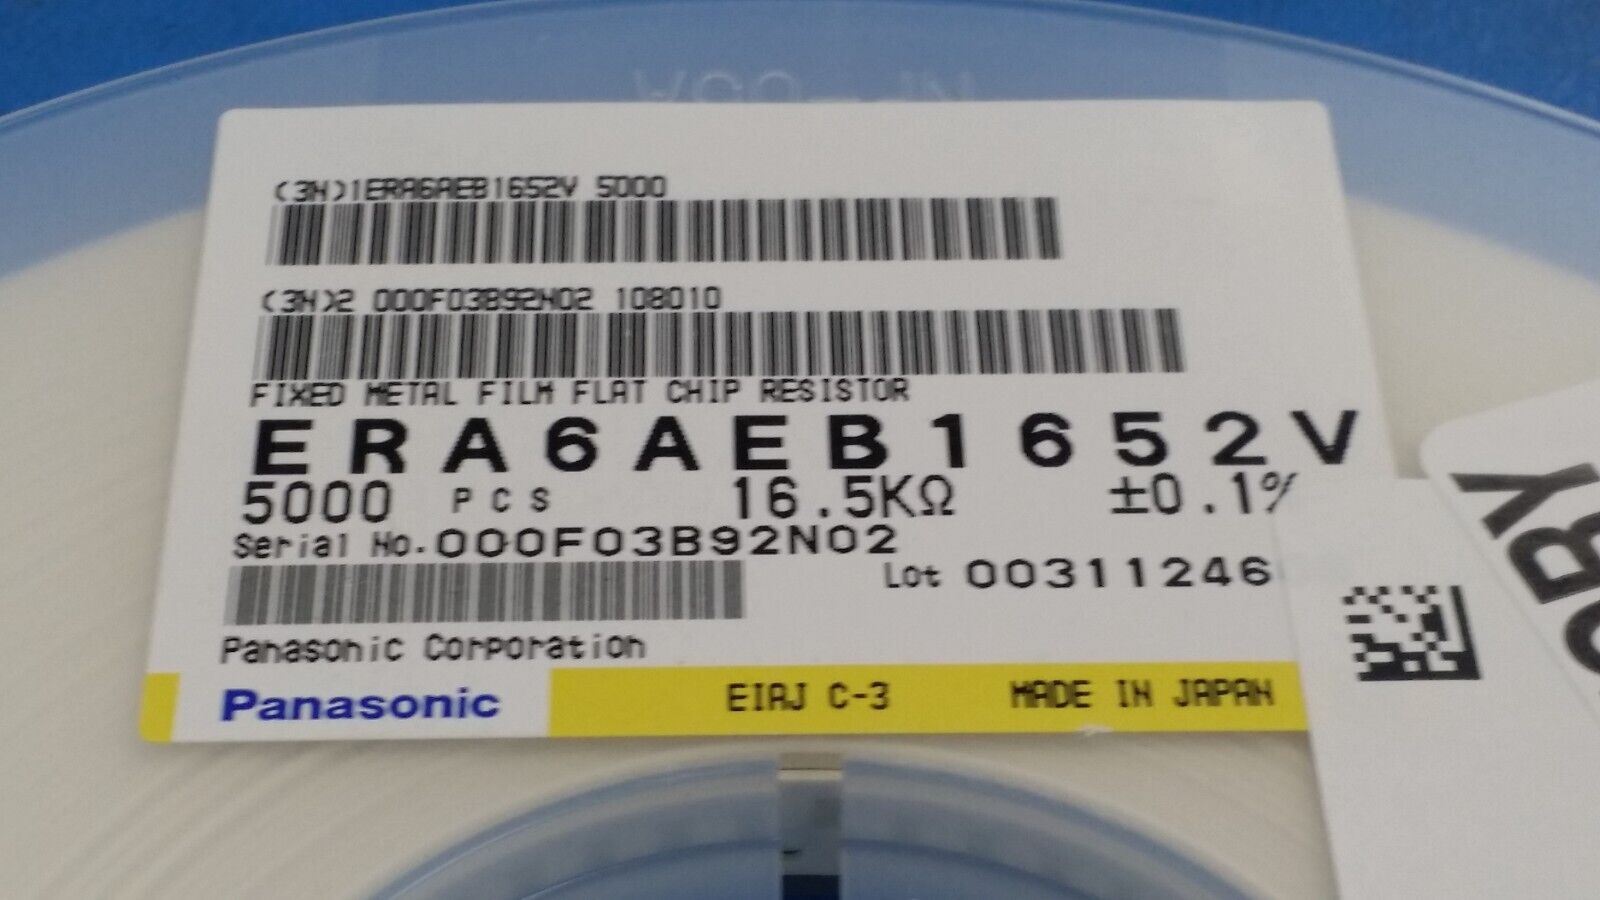 (3N)1ERA6AEB1652V 5000
(3N)2 000F03B92N02 108010
FIXED METAL FILM FLAT CHIP RESISTOR
ERA6AEB1652V
5000 PCS 16.5KΩ ±0.1%
Serial No.000F03B92N02
Lot 00311246
Panasonic Corporation
Panasonic EIAJ C-3 MADE IN JAPAN